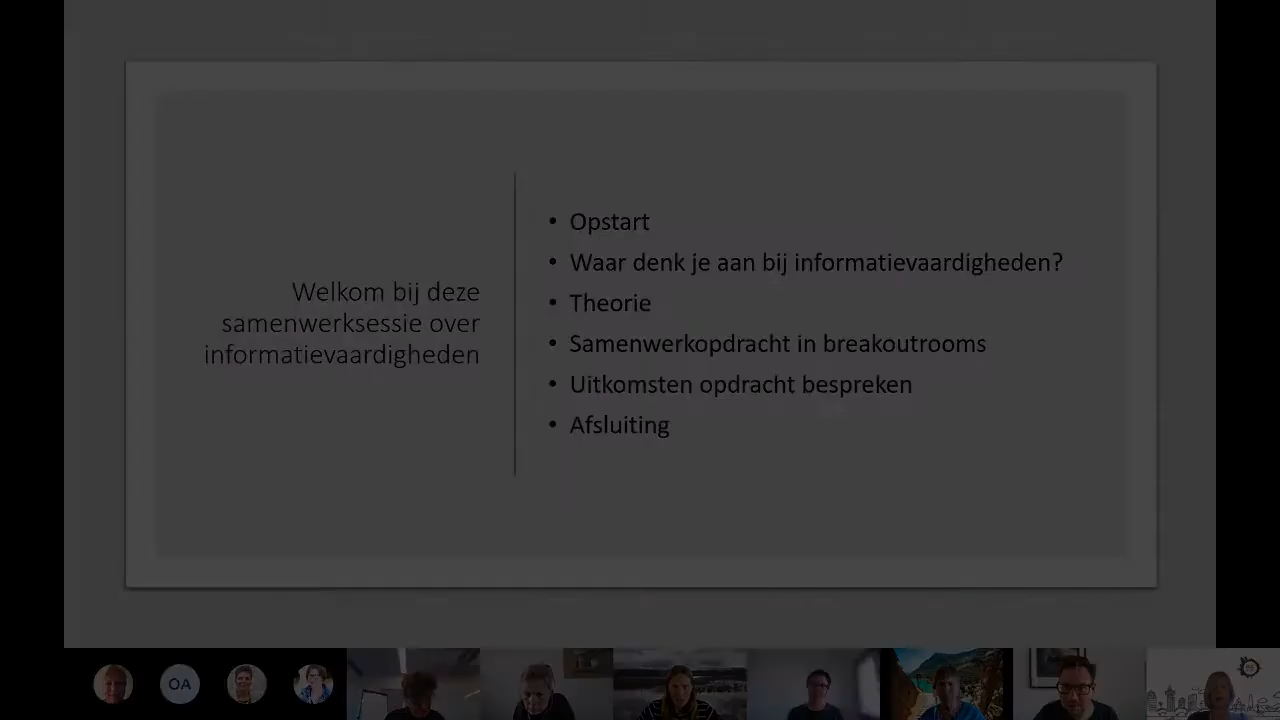 Welkom bij deze
samenwerksessie over
informatievaardigheden
• Opstart
• Waar denk je aan bij informatievaardigheden?
• Theorie
• Samenwerkopdracht in breakoutrooms
• Uitkomsten opdracht bespreken
• Afsluiting
OA